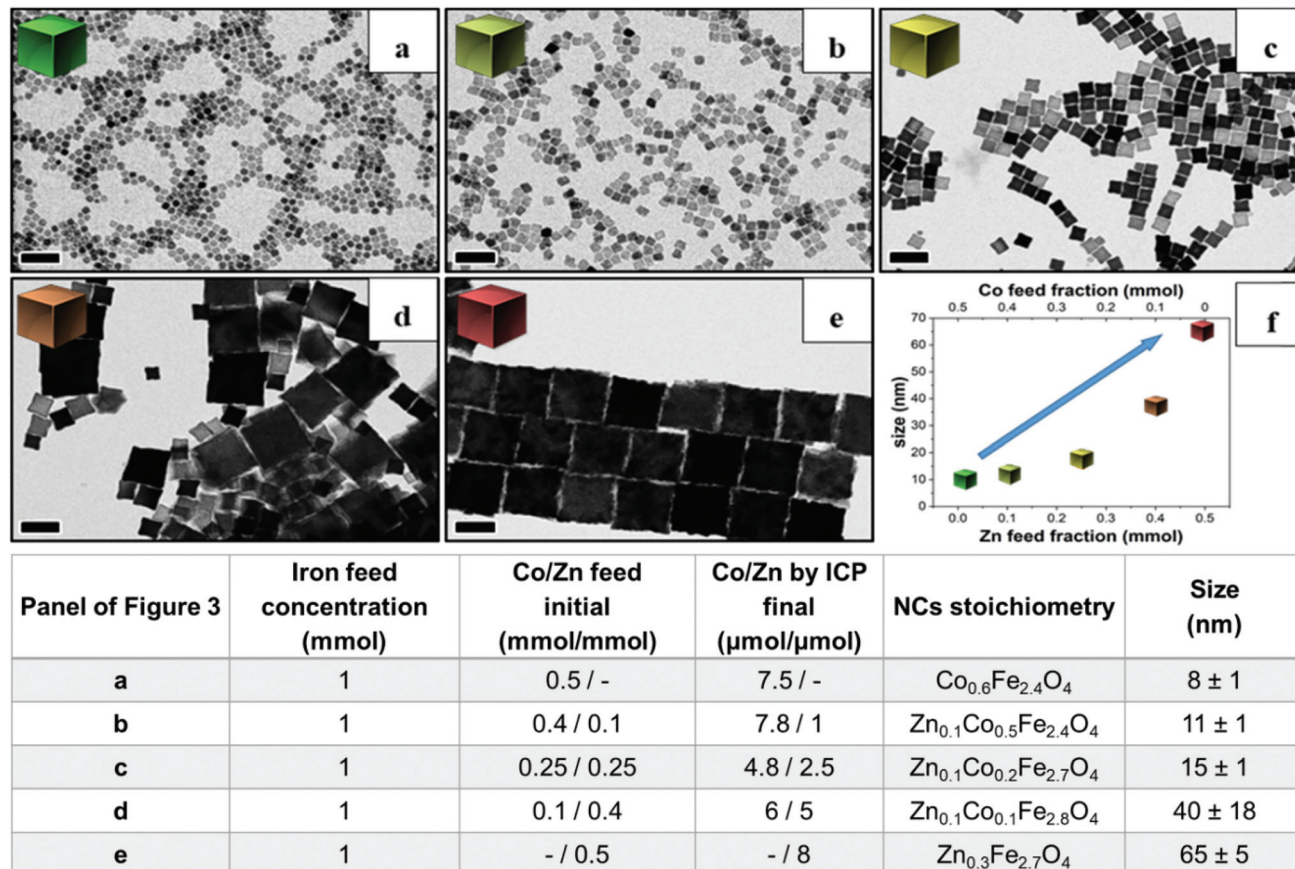 a
b
c
d
e
f
Co feed fraction (mmol)
0.5 0.4 0.3 0.2 0.1 0
70
60
50
40
30
20
10
0
size (nm)
0.0 0.1 0.2 0.3 0.4 0.5
Zn feed fraction (mmol)
Panel of Figure 3 | Iron feed concentration (mmol) | Co/Zn feed initial (mmol/mmol) | Co/Zn by ICP final (µmol/µmol) | NCs stoichiometry | Size (nm)
a 1 0.5 / - 7.5 / - Co0.6Fe2.4O4 8 ± 1
b 1 0.4 / 0.1 7.8 / 1 Zn0.1Co0.5Fe2.4O4 11 ± 1
c 1 0.25 / 0.25 4.8 / 2.5 Zn0.1Co0.2Fe2.7O4 15 ± 1
d 1 0.1 / 0.4 6 / 5 Zn0.1Co0.1Fe2.8O4 40 ± 18
e 1 - / 0.5 - / 8 Zn0.3Fe2.7O4 65 ± 5